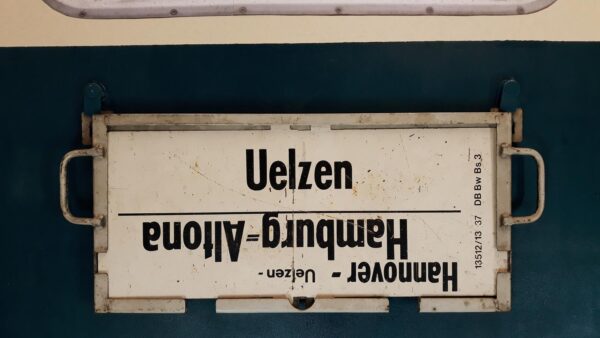 Uelzen
Hannover -
Uelzen -
Hamburg=Altona
13512/13 37 DB Bw Bs 3